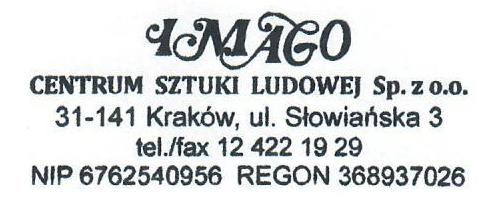 IMAGO
CENTRUM SZTUKI LUDOWEJ Sp. z o.o.
31-141 Kraków, ul. Słowiańska 3
tel./fax 12 422 19 29
NIP 6762540956 REGON 368937026